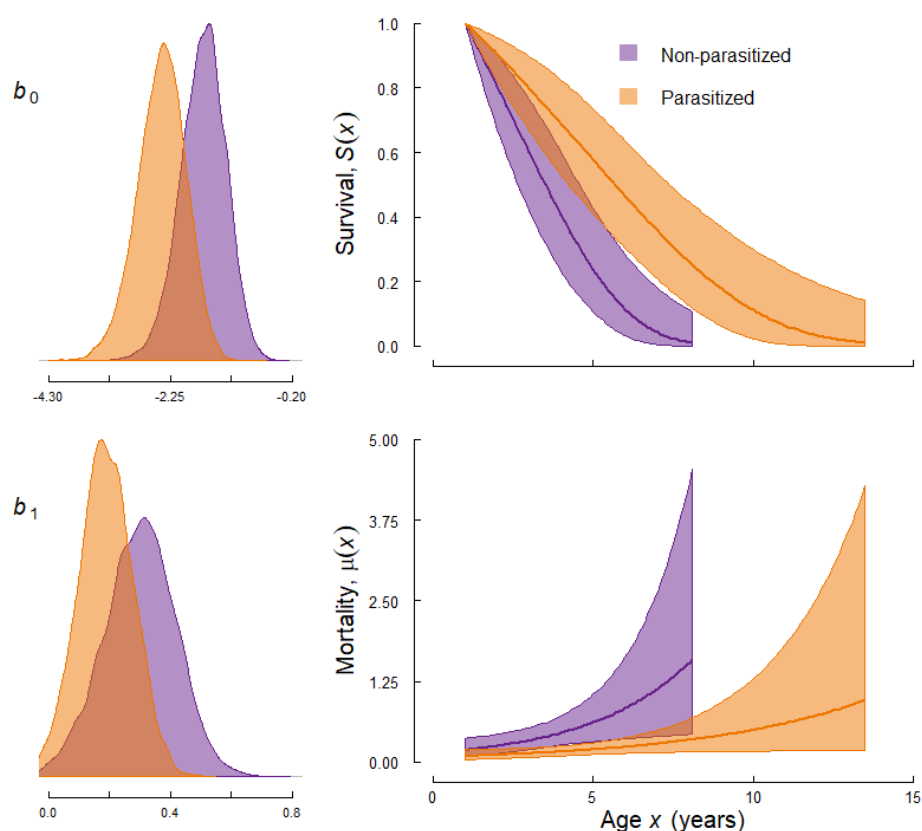 b0
-4.30 -2.25 -0.20
Survival, S(x)
1.0
0.8
0.6
0.4
0.2
0.0
Non-parasitized
Parasitized
b1
0.0 0.4 0.8
Mortality, μ(x)
5.00
3.75
2.50
1.25
0.00
0 5 10 15
Age x (years)